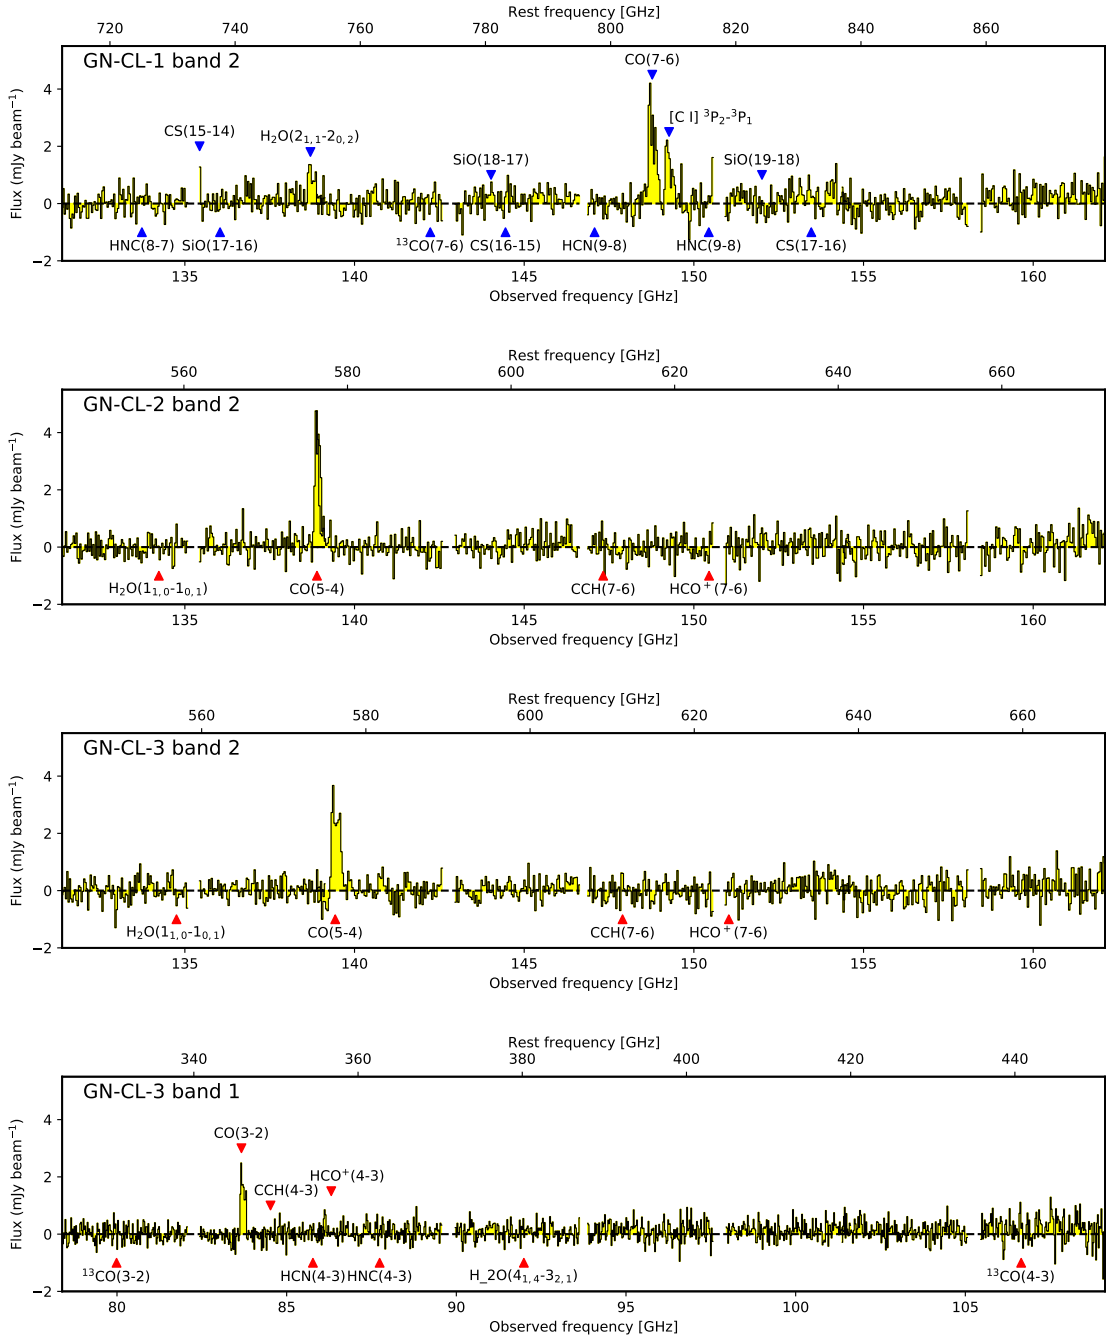 Rest frequency [GHz]
720 740 760 780 800 820 840 860
GN-CL-1 band 2
CO(7-6)
[C I] ³P₂-³P₁
CS(15-14)
H₂O(2₁,₁-2₀,₂)
SiO(18-17)
SiO(19-18)
4
2
0
−2
Flux (mJy beam⁻¹)
HNC(8-7) SiO(17-16) ¹³CO(7-6) CS(16-15) HCN(9-8) HNC(9-8) CS(17-16)
135 140 145 150 155 160
Observed frequency [GHz]
Rest frequency [GHz]
560 580 600 620 640 660
GN-CL-2 band 2
4
2
0
−2
Flux (mJy beam⁻¹)
H₂O(1₁,₀-1₀,₁) CO(5-4) CCH(7-6) HCO⁺(7-6)
135 140 145 150 155 160
Observed frequency [GHz]
Rest frequency [GHz]
560 580 600 620 640 660
GN-CL-3 band 2
4
2
0
−2
Flux (mJy beam⁻¹)
H₂O(1₁,₀-1₀,₁) CO(5-4) CCH(7-6) HCO⁺(7-6)
135 140 145 150 155 160
Observed frequency [GHz]
Rest frequency [GHz]
340 360 380 400 420 440
GN-CL-3 band 1
CO(3-2)
HCO⁺(4-3)
CCH(4-3)
4
2
0
−2
Flux (mJy beam⁻¹)
¹³CO(3-2) HCN(4-3) HNC(4-3) H_2O(4₁,₄-3₂,₁) ¹³CO(4-3)
80 85 90 95 100 105
Observed frequency [GHz]